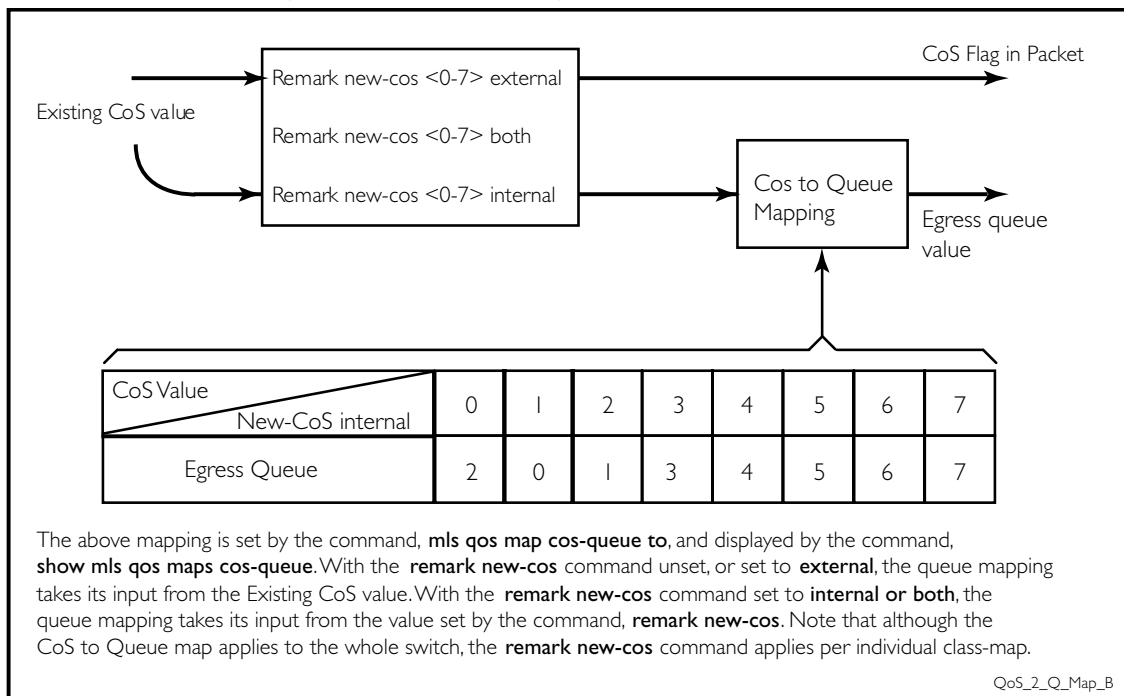 CoS Flag in Packet
Remark new-cos <0-7> external
Existing CoS value
Remark new-cos <0-7> both
Remark new-cos <0-7> internal
Cos to Queue
Mapping
Egress queue
value
CoS Value
New-CoS internal
0 1 2 3 4 5 6 7
Egress Queue
2 0 1 3 4 5 6 7
The above mapping is set by the command, mls qos map cos-queue to, and displayed by the command,
show mls qos maps cos-queue. With the remark new-cos command unset, or set to external, the queue mapping
takes its input from the Existing CoS value. With the remark new-cos command set to internal or both, the
queue mapping takes its input from the value set by the command, remark new-cos. Note that although the
CoS to Queue map applies to the whole switch, the remark new-cos command applies per individual class-map.
QoS_2_Q_Map_B